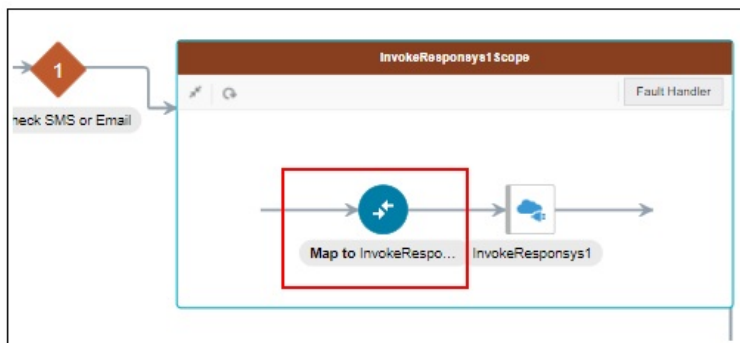 InvokeResponsys1Scope
1
Fault Handler
heck SMS or Email
Map to InvokeRespo...
InvokeResponsys1